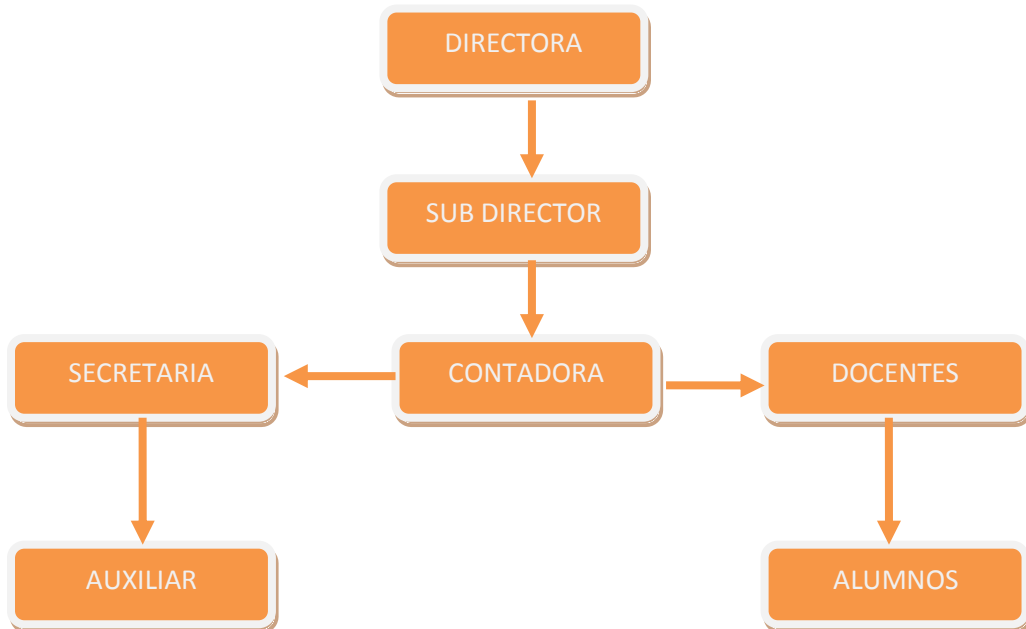 DIRECTORA
SUB DIRECTOR
SECRETARIA
CONTADORA
DOCENTES
AUXILIAR
ALUMNOS